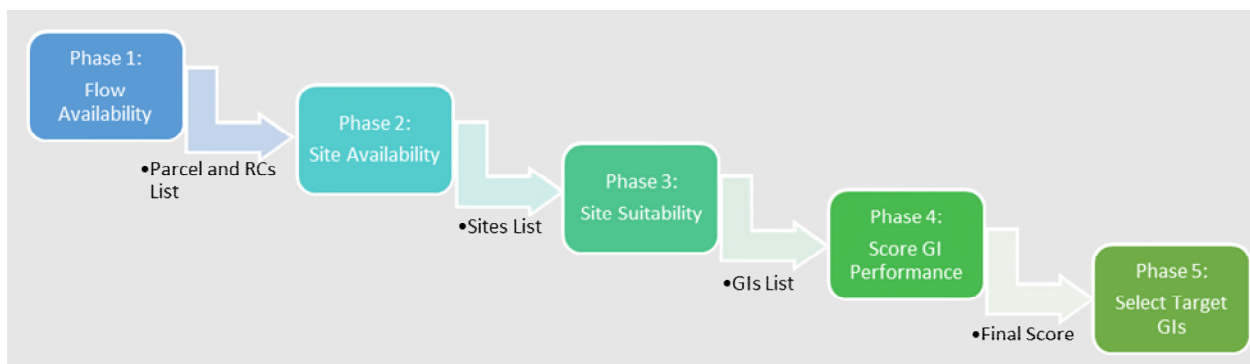 Phase 1:
Flow
Availability
•Parcel and RCs
List
Phase 2:
Site Availability
•Sites List
Phase 3:
Site Suitability
•GIs List
Phase 4:
Score GI
Performance
•Final Score
Phase 5:
Select Target
GIs